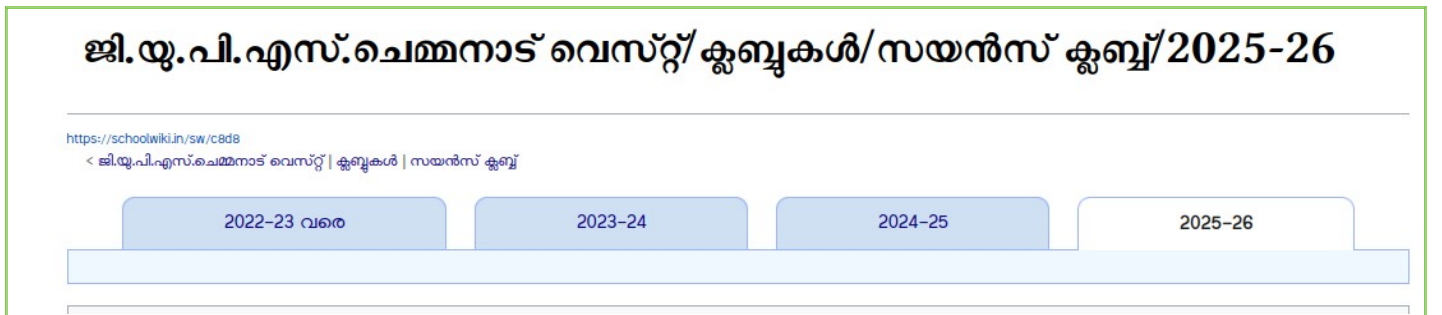 ജി.യു.പി.എസ്.ചെമ്മനാട് വെസ്റ്റ്/ക്ലബ്ബുകൾ/സയൻസ് ക്ലബ്ബ്/2025-26
https://schoolwiki.in/sw/c8d8
< ജി.യു.പി.എസ്.ചെമ്മനാട് വെസ്റ്റ് | ക്ലബ്ബുകൾ | സയൻസ് ക്ലബ്ബ്
2022-23 വരെ 2023-24 2024-25 2025-26